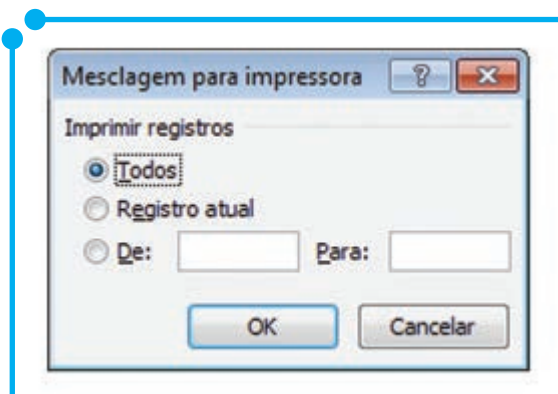 Mesclagem para impressora
Imprimir registros
Todos
Registro atual
De: Para:
OK Cancelar